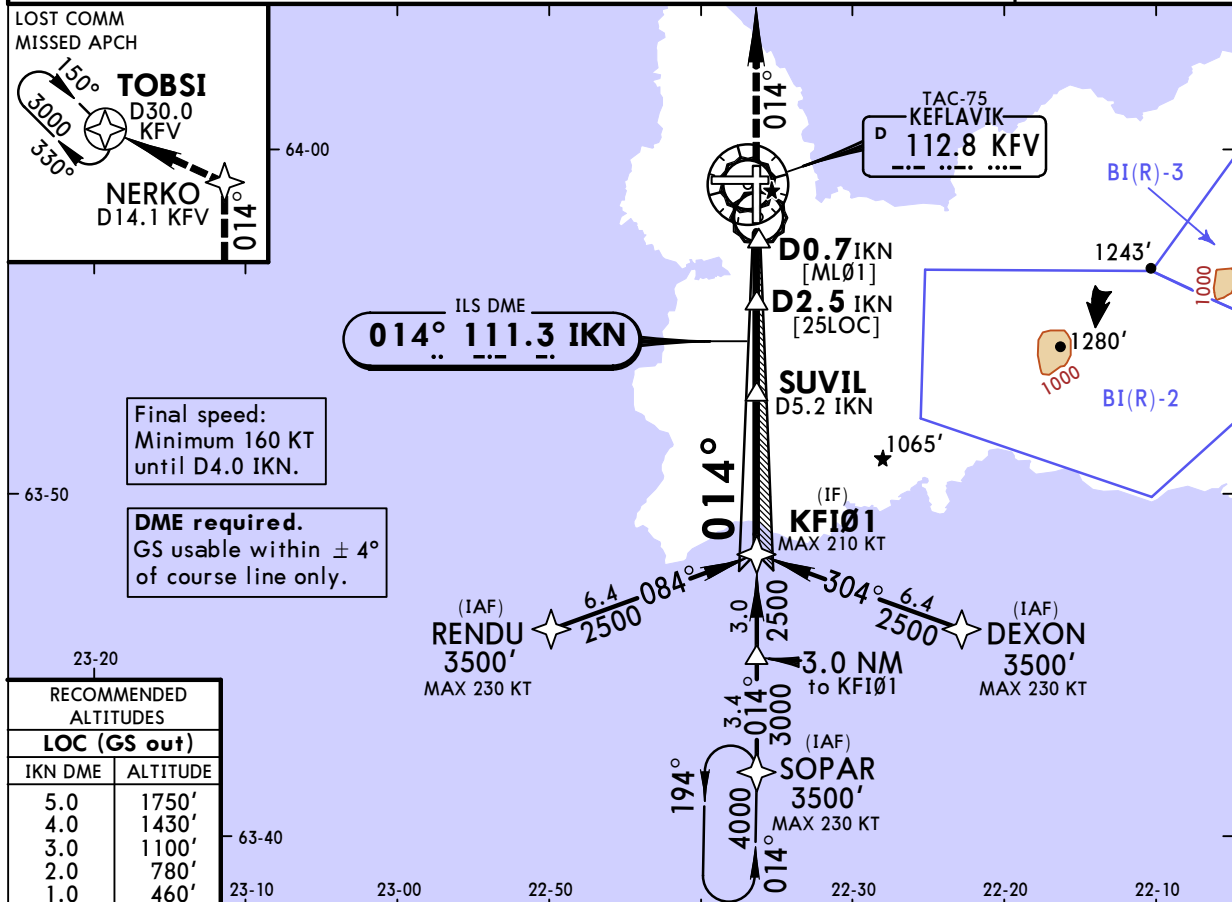 LOST COMM
MISSED APCH
150°
TOBSI
D30.0
KFV
3000
330°
NERKO
D14.1 KFV
014°
014°
64-00
TAC-75
KEFLAVIK
D 112.8 KFV
BI(R)-3
1243'
1000
D0.7 IKN
[MLØ1]
D2.5 IKN
[25LOC]
ILS DME
014° 111.3 IKN
1280'
1000
BI(R)-2
SUVIL
D5.2 IKN
Final speed:
Minimum 160 KT
until D4.0 IKN.
1065'
63-50
014°
(IF)
KFIØ1
MAX 210 KT
DME required.
GS usable within ± 4°
of course line only.
6.4 084°
2500
304° 6.4
2500
(IAF)
RENDU
3500'
MAX 230 KT
3.0
2500
(IAF)
DEXON
3500'
MAX 230 KT
3.0 NM
to KFIØ1
23-20
3.4
014°
3000
(IAF)
SOPAR
3500'
MAX 230 KT
194°
4000
014°
RECOMMENDED
ALTITUDES
LOC (GS out)
IKN DME ALTITUDE
5.0 1750'
4.0 1430'
3.0 1100'
2.0 780'
1.0 460'
63-40
23-10 23-00 22-50 22-30 22-20 22-10